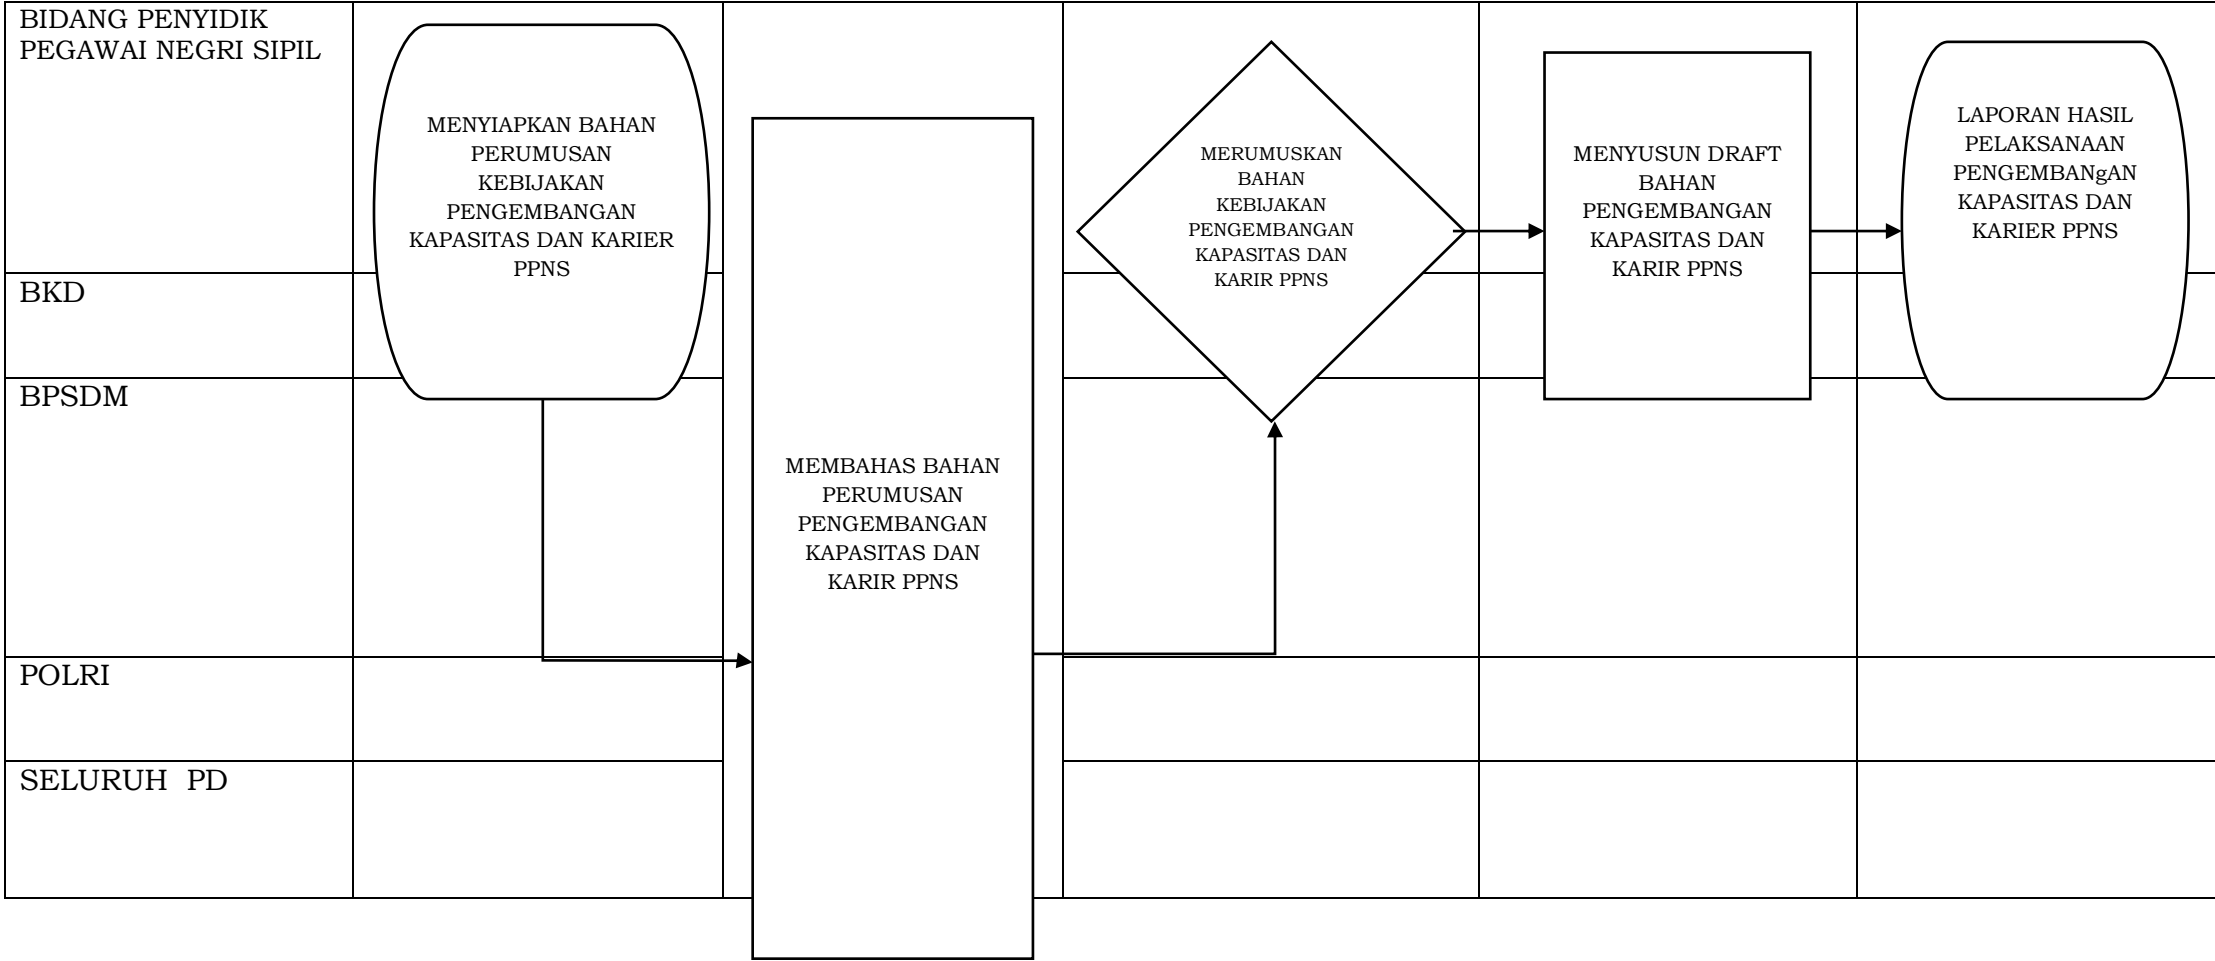 BIDANG PENYIDIK
PEGAWAI NEGRI SIPIL
MENYIAPKAN BAHAN
PERUMUSAN
KEBIJAKAN
PENGEMBANGAN
KAPASITAS DAN KARIER
PPNS
MEMBAHAS BAHAN
PERUMUSAN
PENGEMBANGAN
KAPASITAS DAN
KARIR PPNS
MERUMUSKAN
BAHAN
KEBIJAKAN
PENGEMBANGAN
KAPASITAS DAN
KARIR PPNS
MENYUSUN DRAFT
BAHAN
PENGEMBANGAN
KAPASITAS DAN
KARIR PPNS
LAPORAN HASIL
PELAKSANAAN
PENGEMBANgAN
KAPASITAS DAN
KARIER PPNS
BKD
BPSDM
POLRI
SELURUH  PD